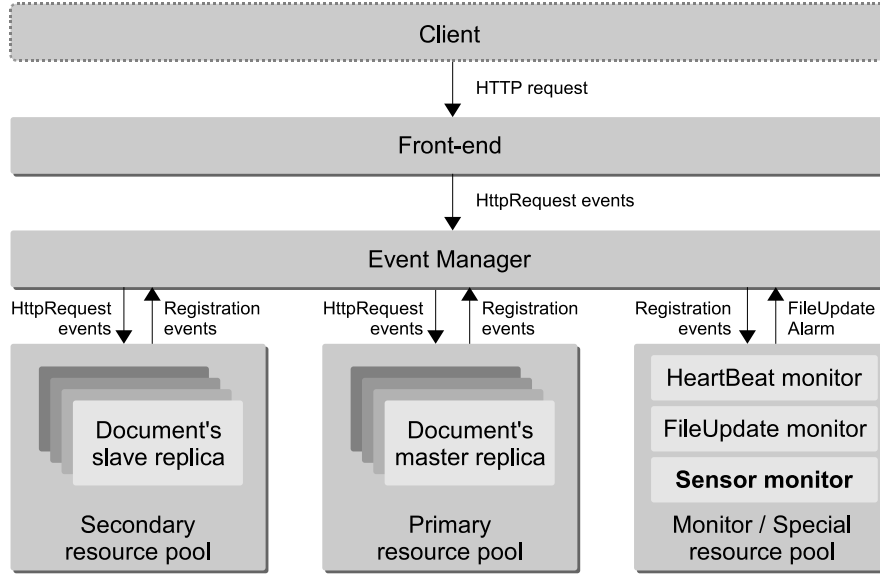 Client
HTTP request
Front-end
HttpRequest events
Event Manager
HttpRequest
events
Registration
events
HttpRequest
events
Registration
events
Registration
events
FileUpdate
Alarm
Document's
slave replica
Secondary
resource pool
Document's
master replica
Primary
resource pool
HeartBeat monitor
FileUpdate monitor
Sensor monitor
Monitor / Special
resource pool